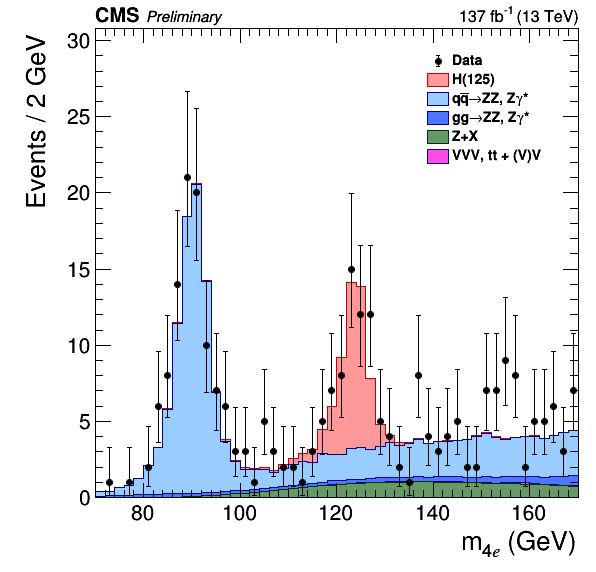 CMS Preliminary 137 fb⁻¹ (13 TeV)
Events / 2 GeV
30
25
20
15
10
5
0
Data
H(125)
qq̅→ZZ, Zγ*
gg→ZZ, Zγ*
Z+X
VVV, tt + (V)V
80 100 120 140 160
m₄ₑ (GeV)